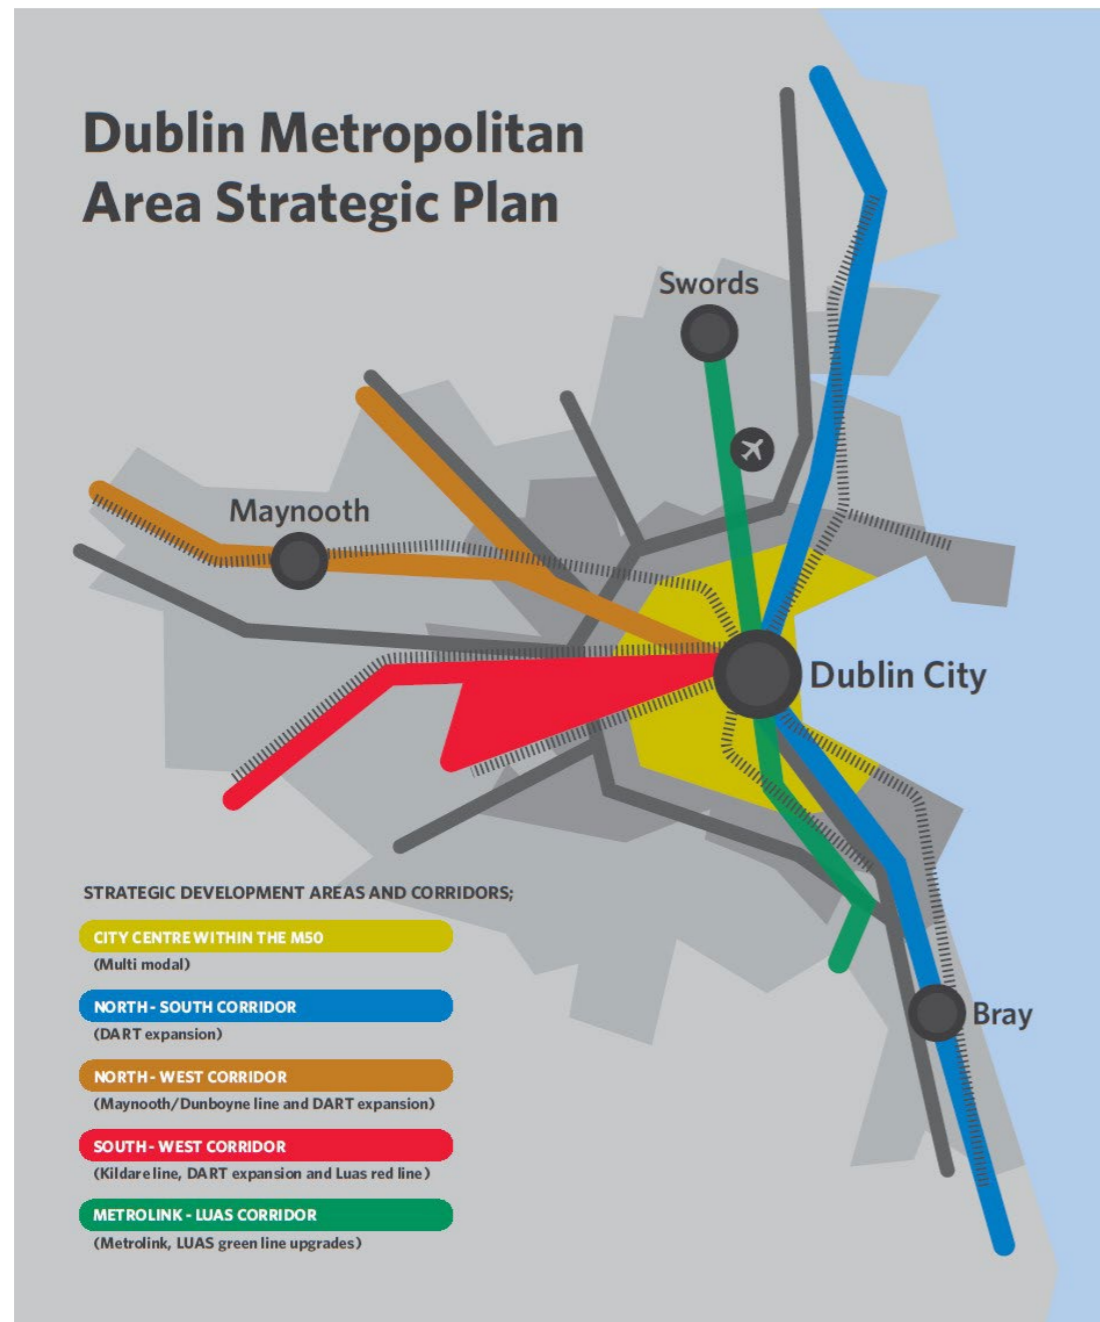 Dublin Metropolitan
Area Strategic Plan
Swords
Maynooth
Dublin City
Bray
STRATEGIC DEVELOPMENT AREAS AND CORRIDORS;
CITY CENTRE WITHIN THE M50
(Multi modal)
NORTH - SOUTH CORRIDOR
(DART expansion)
NORTH - WEST CORRIDOR
(Maynooth/Dunboyne line and DART expansion)
SOUTH - WEST CORRIDOR
(Kildare line, DART expansion and Luas red line)
METROLINK - LUAS CORRIDOR
(Metrolink, LUAS green line upgrades)